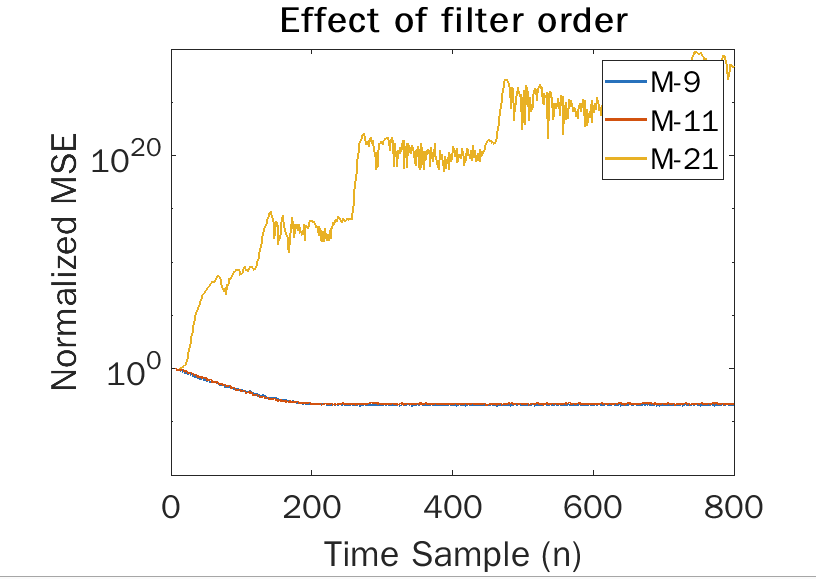 Effect of filter order
M-9
M-11
M-21
Normalized MSE
10^20
10^0
0 200 400 600 800
Time Sample (n)